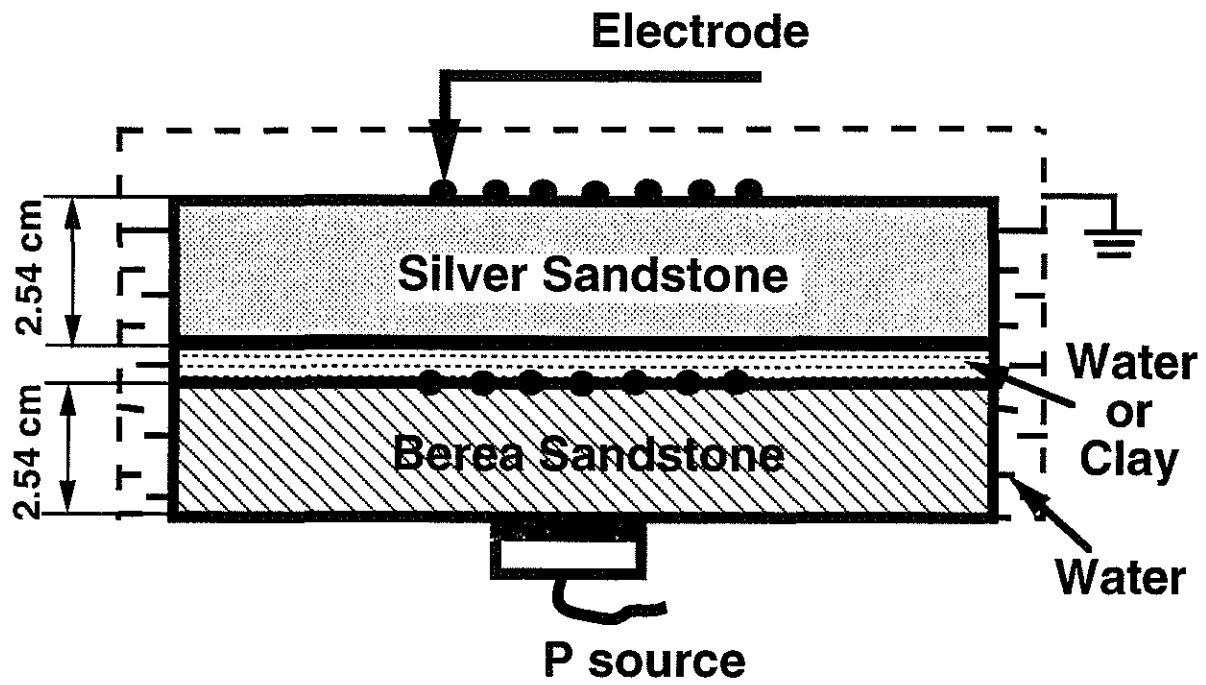 Electrode
2.54 cm
Silver Sandstone
Water
or
Clay
2.54 cm
Berea Sandstone
Water
P source